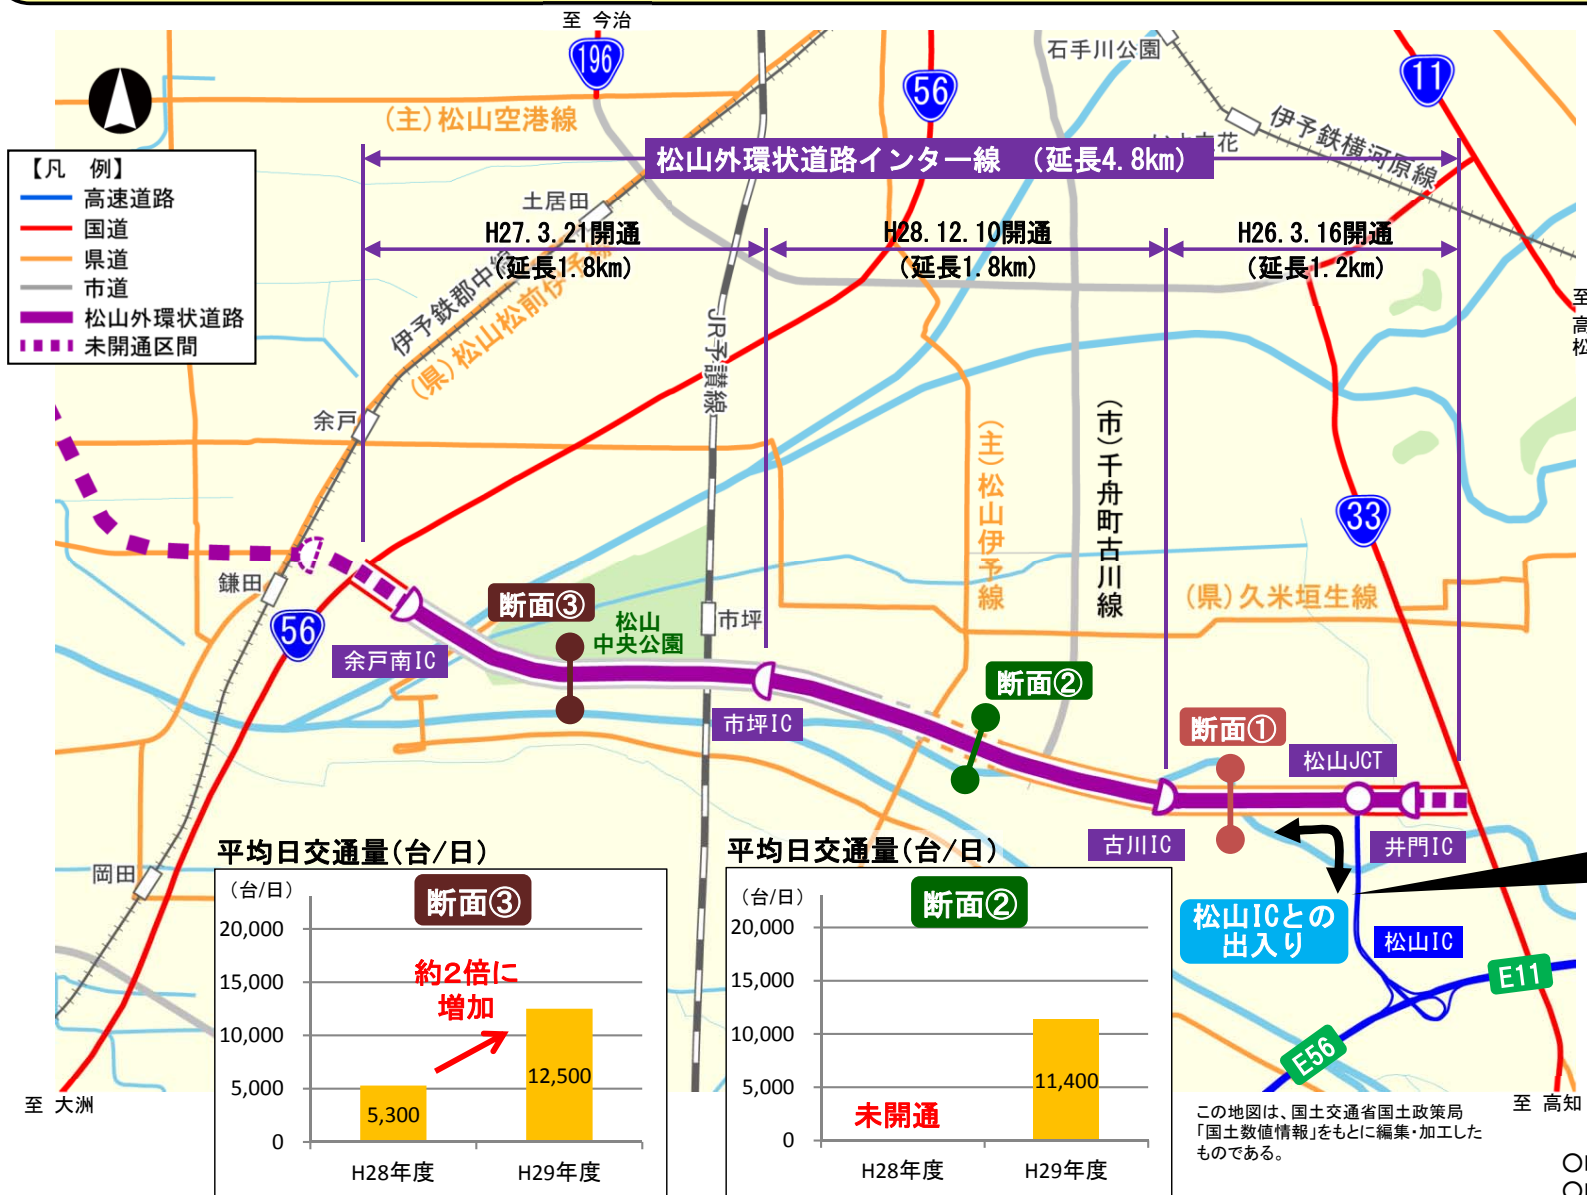 至 今治
196
56
11
石手川公園
(主)松山空港線
伊予鉄横河原線
松山外環状道路インター線 (延長4.8km)
【凡 例】
高速道路
国道
県道
市道
松山外環状道路
未開通区間
土居田
H27.3.21開通
(延長1.8km)
H28.12.10開通
(延長1.8km)
H26.3.16開通
(延長1.2km)
伊予鉄郡中線
(県)松山松前伊予線
JR予讃線
余戸
(主)松山伊予線
(市)千舟町古川線
33
鎌田
56
断面③
松山
中央公園
市坪
(県)久米垣生線
余戸南IC
市坪IC
断面②
断面①
松山JCT
古川IC
井門IC
岡田
松山ICとの
出入り
松山IC
E11
E56
平均日交通量(台/日)
(台/日)
断面③
20,000
15,000
10,000
5,000
0
約2倍に
増加
5,300
12,500
H28年度
H29年度
平均日交通量(台/日)
(台/日)
断面②
20,000
15,000
10,000
5,000
0
未開通
11,400
H28年度
H29年度
至 大洲
至 高知
この地図は、国土交通省国土政策局
「国土数値情報」をもとに編集・加工した
ものである。